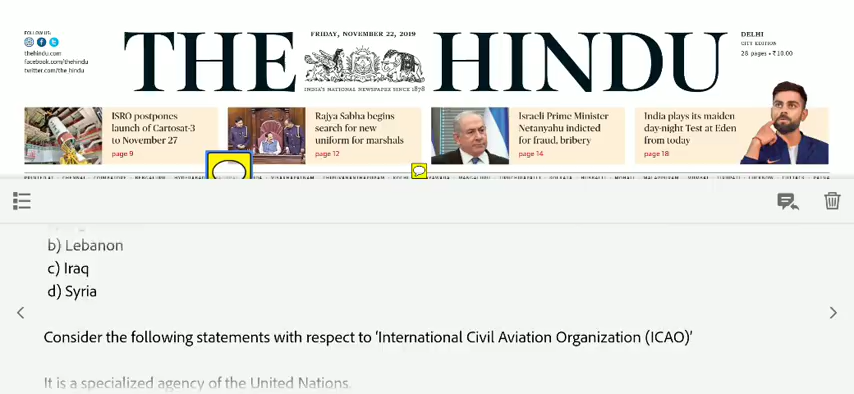 FOLLOW US:
thehindu.com
facebook.com/thehindu
twitter.com/the_hindu
FRIDAY, NOVEMBER 22, 2019
THE HINDU
INDIA'S NATIONAL NEWSPAPER SINCE 1878
DELHI
CITY EDITION
28 pages • ₹10.00
ISRO postpones
launch of Cartosat-3
to November 27
page 9
Rajya Sabha begins
search for new
uniform for marshals
page 12
Israeli Prime Minister
Netanyahu indicted
for fraud, bribery
page 14
India plays its maiden
day-night Test at Eden
from today
page 18
b) Lebanon
c) Iraq
d) Syria
Consider the following statements with respect to ‘International Civil Aviation Organization (ICAO)’
It is a specialized agency of the United Nations.